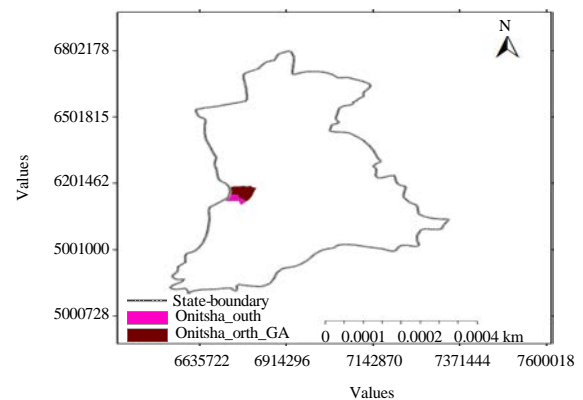 N
6802178
6501815
6201462
5001000
5000728
Values
State-boundary
Onitsha_outh
Onitsha_orth_GA
0 0.0001 0.0002 0.0004 km
6635722 6914296 7142870 7371444 7600018
Values